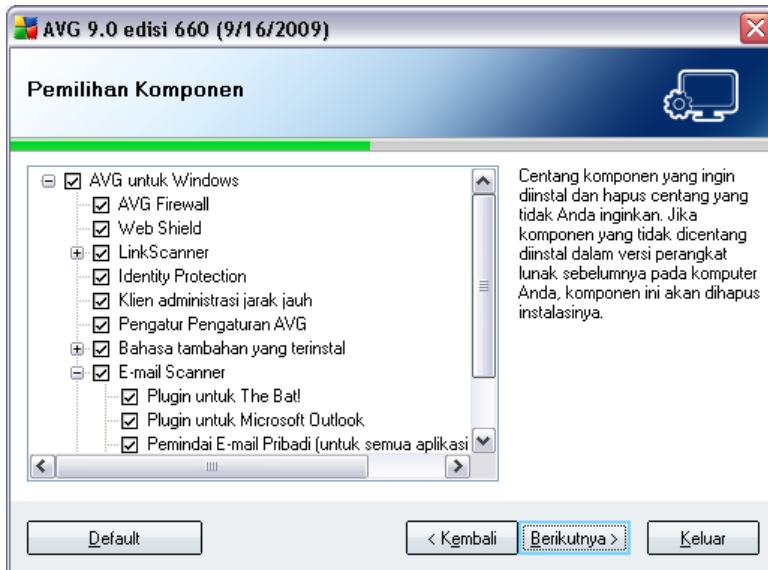 AVG 9.0 edisi 660 (9/16/2009)
Pemilihan Komponen
AVG untuk Windows
AVG Firewall
Web Shield
LinkScanner
Identity Protection
Klien administrasi jarak jauh
Pengatur Pengaturan AVG
Bahasa tambahan yang terinstal
E-mail Scanner
Plugin untuk The Bat!
Plugin untuk Microsoft Outlook
Pemindai E-mail Pribadi (untuk semua aplikasi
Centang komponen yang ingin
diinstal dan hapus centang yang
tidak Anda inginkan. Jika
komponen yang tidak dicentang
diinstal dalam versi perangkat
lunak sebelumnya pada komputer
Anda, komponen ini akan dihapus
instalasinya.
Default
< Kembali
Berikutnya >
Keluar